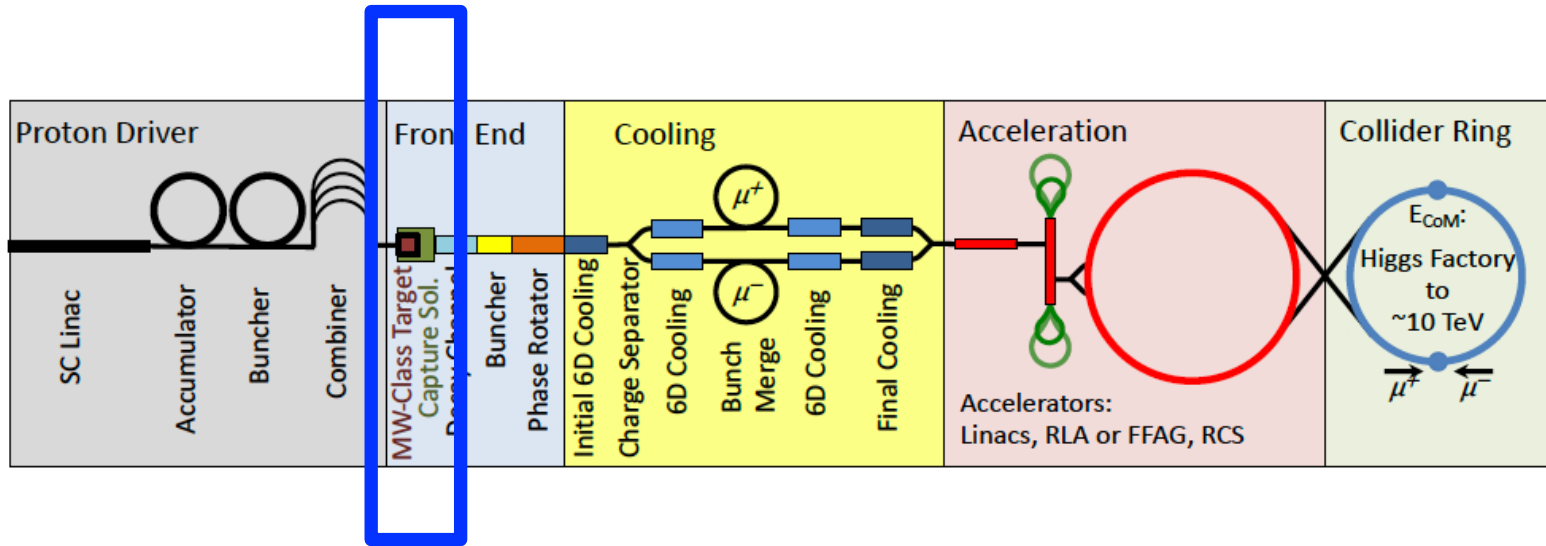 Proton Driver
Front End
Cooling
Acceleration
Collider Ring
SC Linac
Accumulator
Buncher
Combiner
MW-Class Target
Capture Sol.
Decay Channel
Buncher
Phase Rotator
Initial 6D Cooling
Charge Separator
6D Cooling
Bunch
Merge
6D Cooling
Final Cooling
μ+
μ−
Accelerators:
Linacs, RLA or FFAG, RCS
ECoM:
Higgs Factory
to
~10 TeV
μ+ μ−